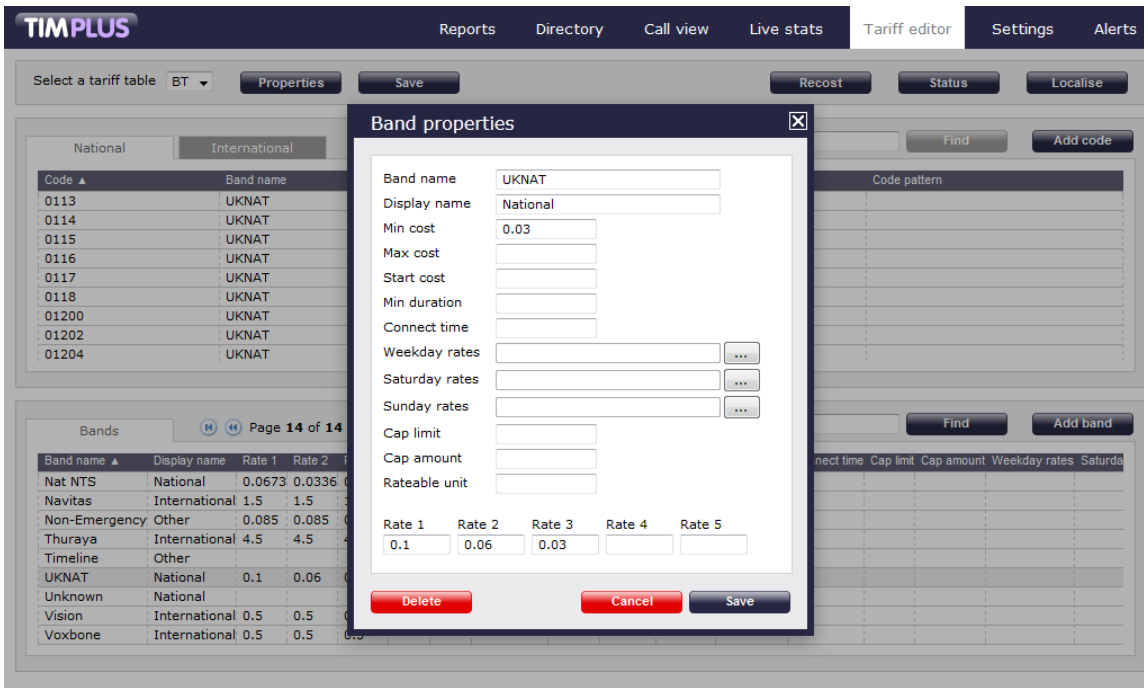 TIMPLUS
Reports Directory Call view Live stats Tariff editor Settings Alerts
Select a tariff table BT Properties Save Recost Status Localise
Band properties
National International Find Add code
Code ▲ Band name Code pattern
0113 UKNAT
0114 UKNAT
0115 UKNAT
0116 UKNAT
0117 UKNAT
0118 UKNAT
01200 UKNAT
01202 UKNAT
01204 UKNAT
Band name UKNAT
Display name National
Min cost 0.03
Max cost
Start cost
Min duration
Connect time
Weekday rates ...
Saturday rates ...
Sunday rates ...
Cap limit
Cap amount
Rateable unit
Rate 1 Rate 2 Rate 3 Rate 4 Rate 5
0.1 0.06 0.03
Delete Cancel Save
Bands Page 14 of 14 Find Add band
Band name ▲ Display name Rate 1 Rate 2 nect time Cap limit Cap amount Weekday rates Saturda
Nat NTS National 0.0673 0.0336
Navitas International 1.5 1.5
Non-Emergency Other 0.085 0.085
Thuraya International 4.5 4.5
Timeline Other
UKNAT National 0.1 0.06
Unknown National
Vision International 0.5 0.5
Voxbone International 0.5 0.5 0.5